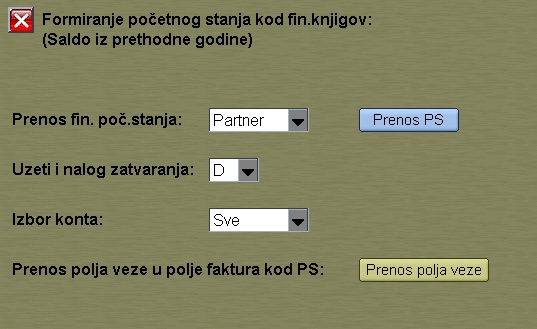 Formiranje početnog stanja kod fin.knjigov:
(Saldo iz prethodne godine)
Prenos fin. poč.stanja: Partner Prenos PS
Uzeti i nalog zatvaranja: D
Izbor konta: Sve
Prenos polja veze u polje faktura kod PS: Prenos polja veze